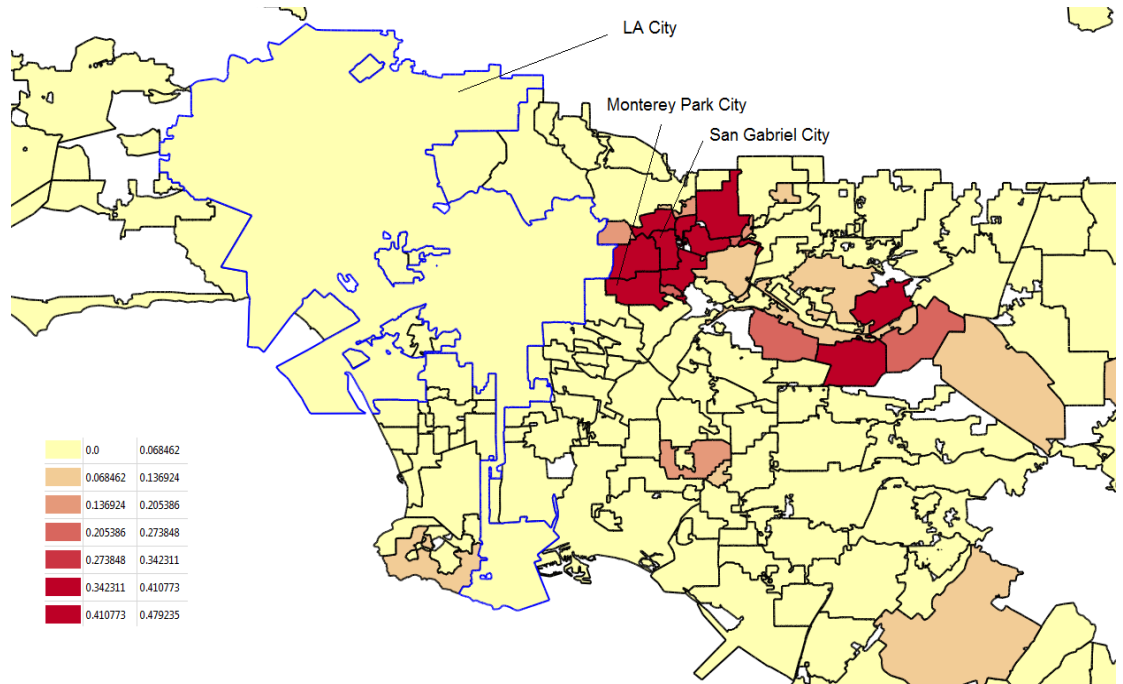 LA City
Monterey Park City
San Gabriel City
0.0 0.068462
0.068462 0.136924
0.136924 0.205386
0.205386 0.273848
0.273848 0.342311
0.342311 0.410773
0.410773 0.479235